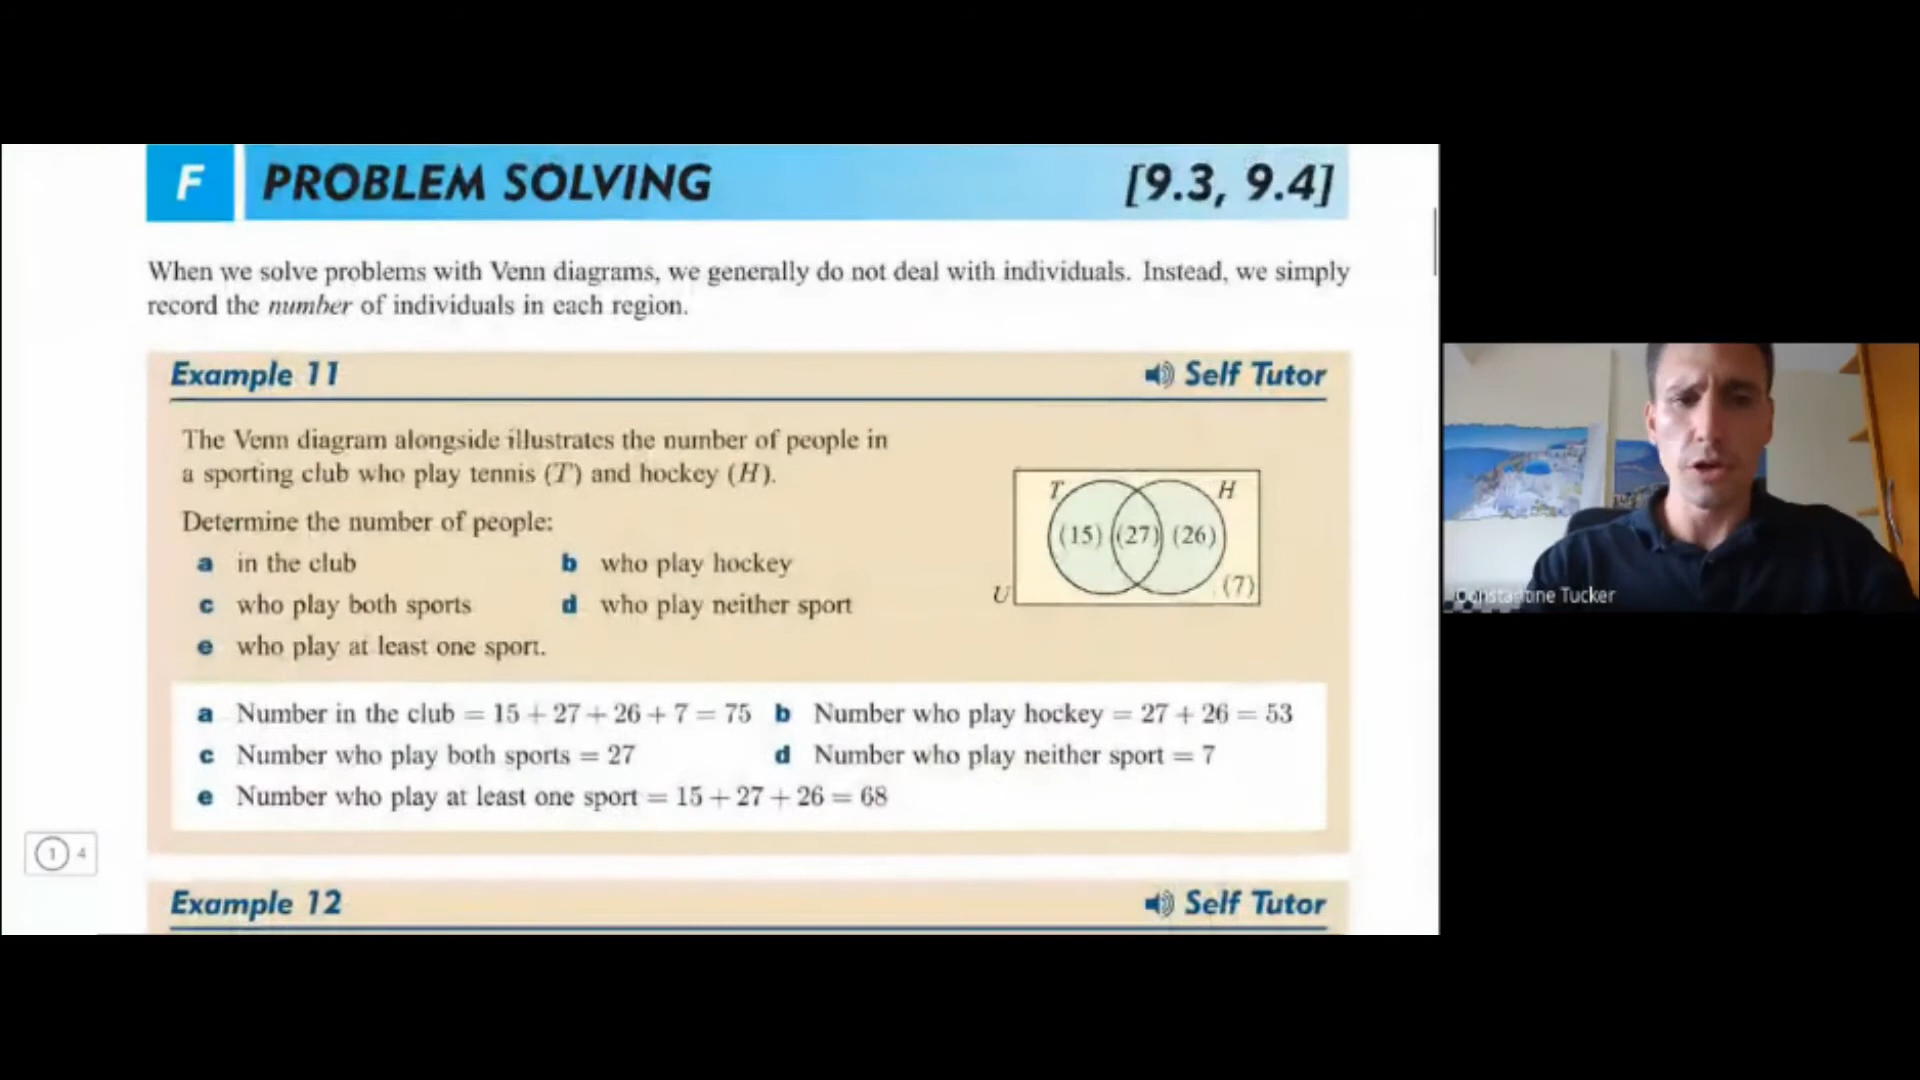 F PROBLEM SOLVING [9.3, 9.4]
When we solve problems with Venn diagrams, we generally do not deal with individuals. Instead, we simply
record the number of individuals in each region.
Example 11 Self Tutor
The Venn diagram alongside illustrates the number of people in
a sporting club who play tennis (T) and hockey (H).
Determine the number of people:
a in the club b who play hockey
c who play both sports d who play neither sport
e who play at least one sport.
T H
(15) (27) (26)
(7)
U
a Number in the club = 15 + 27 + 26 + 7 = 75 b Number who play hockey = 27 + 26 = 53
c Number who play both sports = 27 d Number who play neither sport = 7
e Number who play at least one sport = 15 + 27 + 26 = 68
1 4
Example 12 Self Tutor
Constantine Tucker